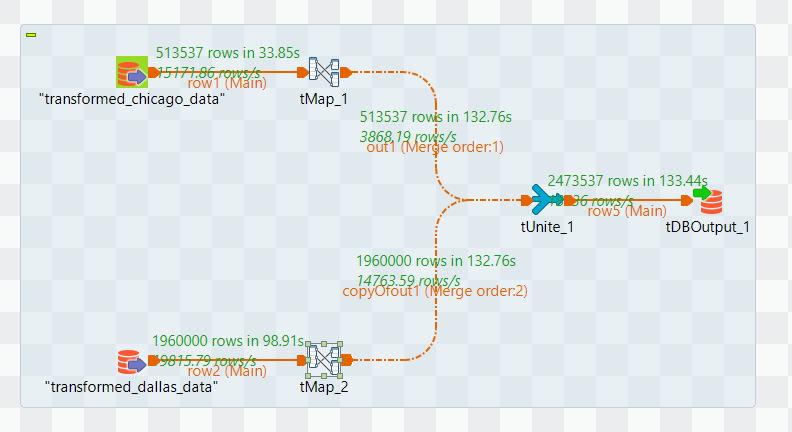 513537 rows in 33.85s
15171.86 rows/s
row1 (Main)
"transformed_chicago_data"
tMap_1
513537 rows in 132.76s
3868.19 rows/s
out1 (Merge order:1)
2473537 rows in 133.44s
rows/s
row5 (Main)
tUnite_1
tDBOutput_1
1960000 rows in 132.76s
14763.59 rows/s
copyOfout1 (Merge order:2)
1960000 rows in 98.91s
19815.79 rows/s
row2 (Main)
"transformed_dallas_data"
tMap_2